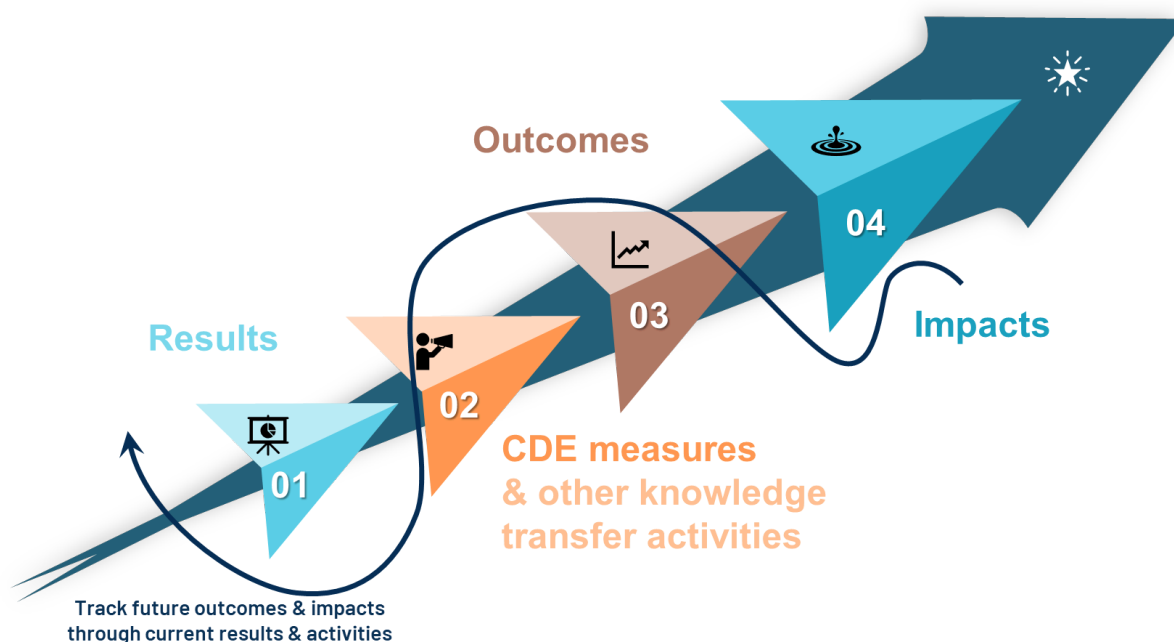 Results
01
02
CDE measures
& other knowledge
transfer activities
Outcomes
03
04
Impacts
Track future outcomes & impacts
through current results & activities